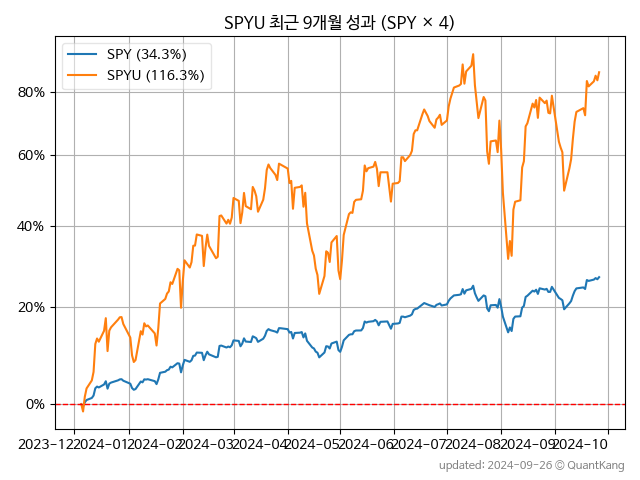 SPYU 최근 9개월 성과 (SPY × 4)
SPY (34.3%)
SPYU (116.3%)
80%
60%
40%
20%
0%
2023-12 2024-01 2024-02 2024-03 2024-04 2024-05 2024-06 2024-07 2024-08 2024-09 2024-10
updated: 2024-09-26 © QuantKang